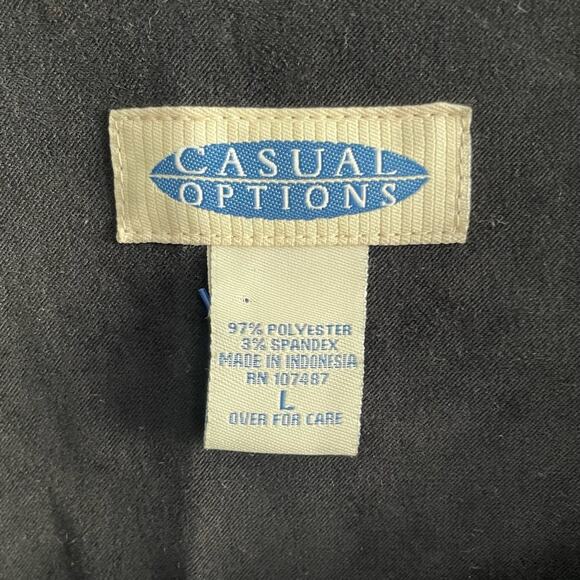 CASUAL
OPTIONS
97% POLYESTER
3% SPANDEX
MADE IN INDONESIA
RN 107487
L
OVER FOR CARE